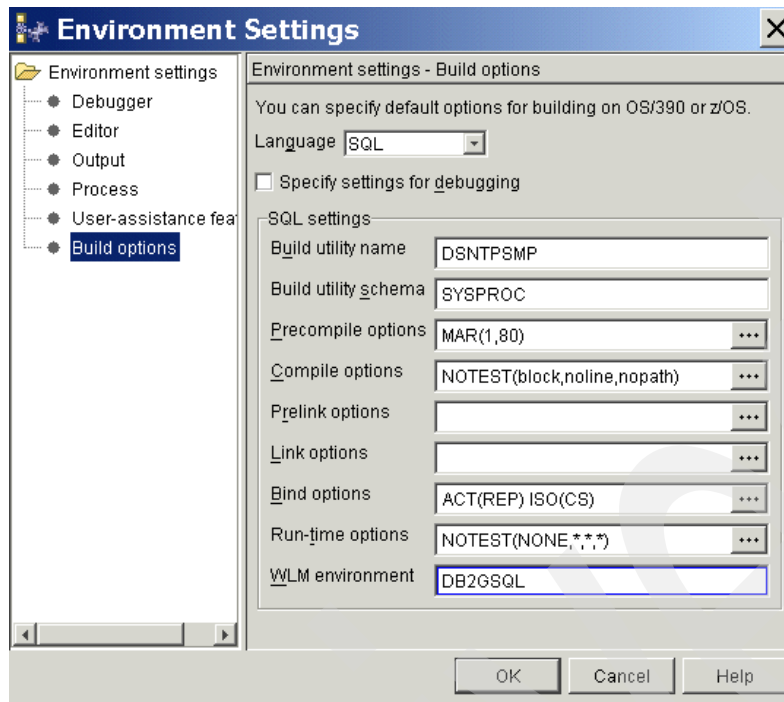 Environment Settings
Environment settings
Debugger
Editor
Output
Process
User-assistance feat
Build options
Environment settings - Build options
You can specify default options for building on OS/390 or z/OS.
Language SQL
Specify settings for debugging
SQL settings
Build utility name DSNTPSMP
Build utility schema SYSPROC
Precompile options MAR(1,80) ...
Compile options NOTEST(block,noline,nopath) ...
Prelink options ...
Link options ...
Bind options ACT(REP) ISO(CS) ...
Run-time options NOTEST(NONE,*,*,*) ...
WLM environment DB2GSQL
OK Cancel Help